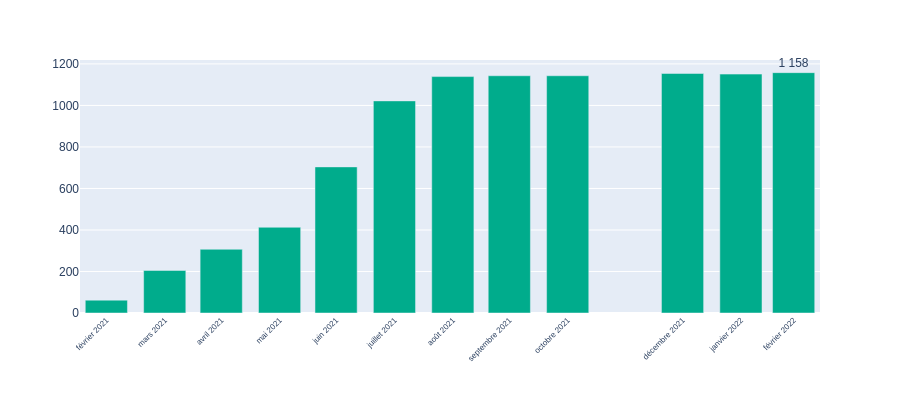 1 158
1200
1000
800
600
400
200
0
février 2021
mars 2021
avril 2021
mai 2021
juin 2021
juillet 2021
août 2021
septembre 2021
octobre 2021
décembre 2021
janvier 2022
février 2022